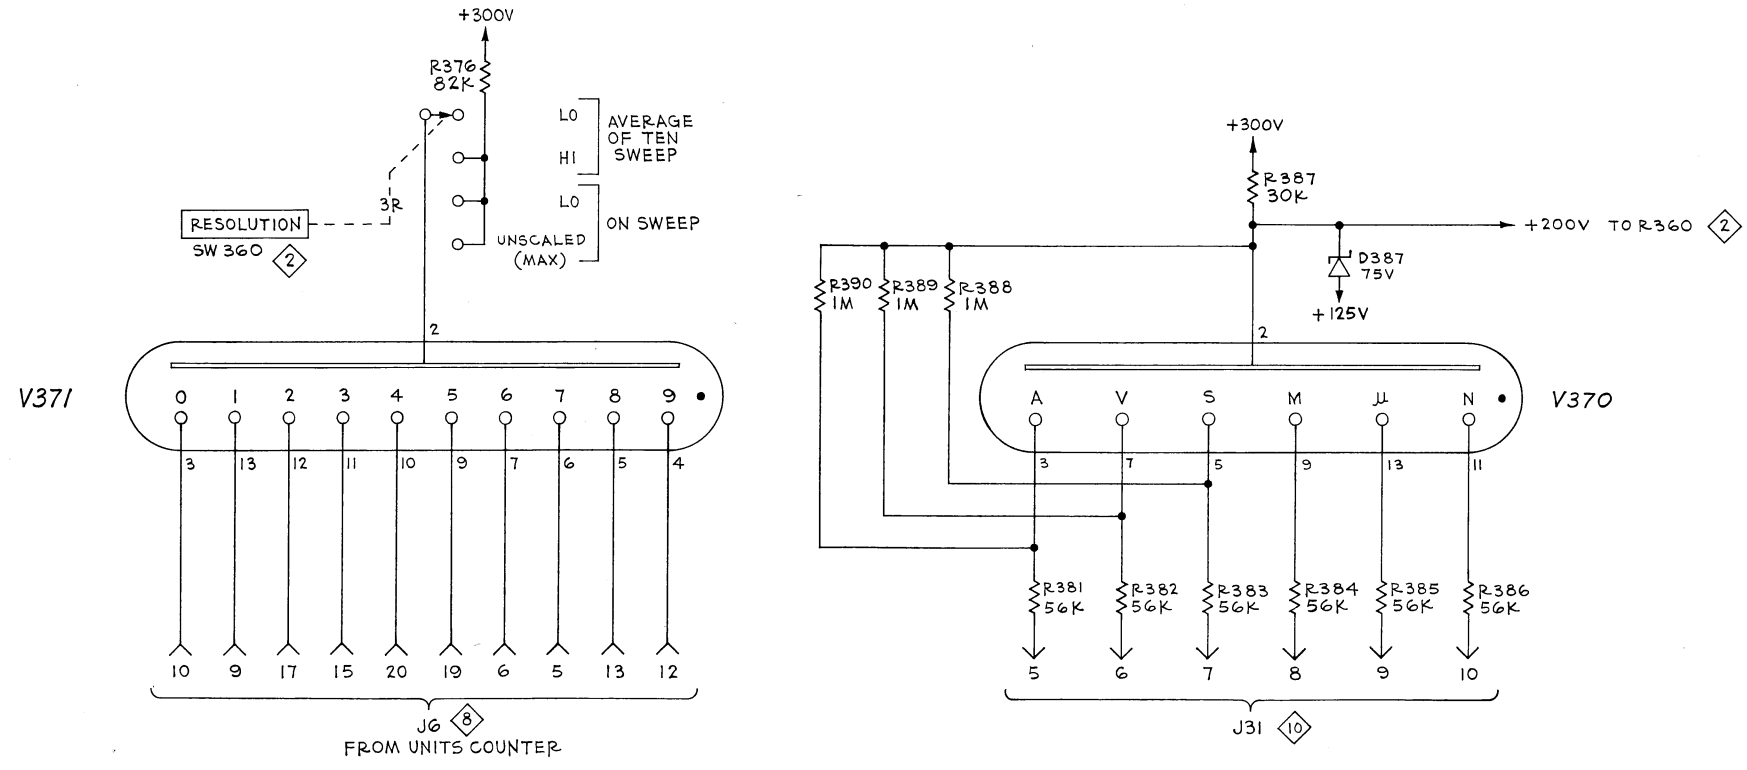 +300V
R376
82K
LO
HI
AVERAGE
OF TEN
SWEEP
LO
UNSCALED
(MAX)
ON SWEEP
3R
RESOLUTION
SW 360
2
2
V371
0 1 2 3 4 5 6 7 8 9
3 13 12 11 10 9 7 6 5 4
10 9 17 15 20 19 6 5 13 12
J6 8
FROM UNITS COUNTER
+300V
R387
30K
+200V TO R360 2
D387
75V
+125V
R390
1M
R389
1M
R388
1M
2
V370
A V S M µ N
3 7 5 9 13 11
R381
56K
R382
56K
R383
56K
R384
56K
R385
56K
R386
56K
5 6 7 8 9 10
J31 10